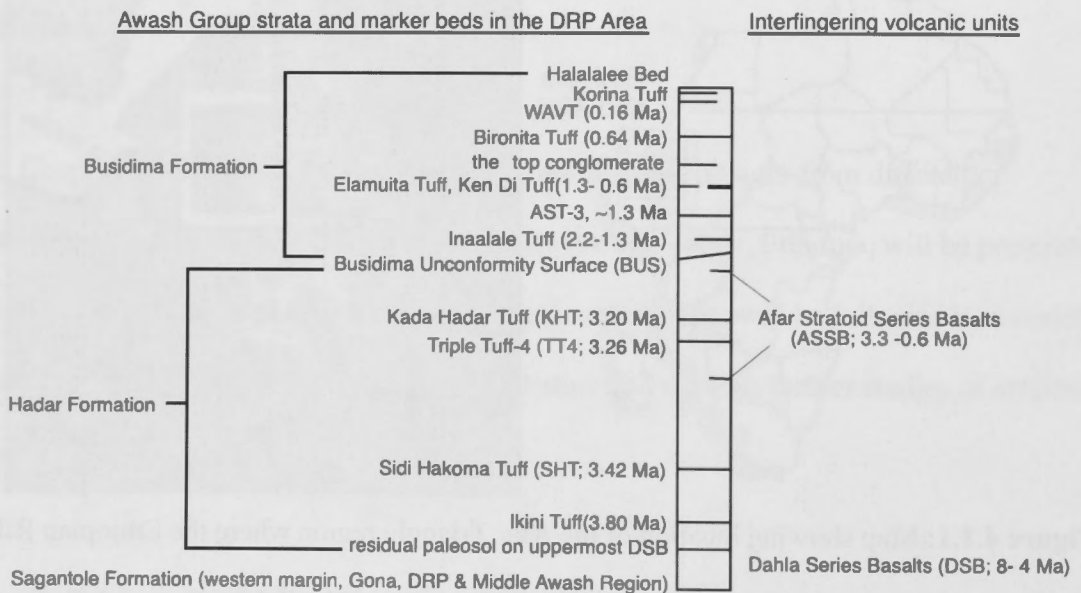 Awash Group strata and marker beds in the DRP Area
Interfingering volcanic units
Halalalee Bed
Korina Tuff
WAVT (0.16 Ma)
Bironita Tuff (0.64 Ma)
Busidima Formation
the top conglomerate
Elamuita Tuff, Ken Di Tuff(1.3- 0.6 Ma)
AST-3, ~1.3 Ma
Inaalale Tuff (2.2-1.3 Ma)
Busidima Unconformity Surface (BUS)
Kada Hadar Tuff (KHT; 3.20 Ma)
Afar Stratoid Series Basalts
(ASSB; 3.3 -0.6 Ma)
Triple Tuff-4 (TT4; 3.26 Ma)
Hadar Formation
Sidi Hakoma Tuff (SHT; 3.42 Ma)
Ikini Tuff(3.80 Ma)
residual paleosol on uppermost DSB
Dahla Series Basalts (DSB; 8- 4 Ma)
Sagantole Formation (western margin, Gona, DRP & Middle Awash Region)